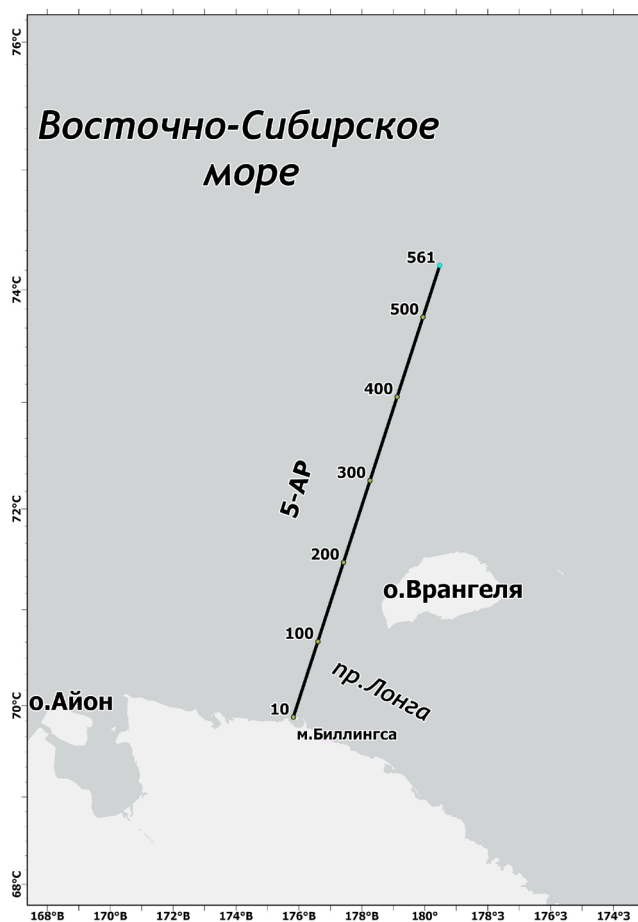 76°С
Восточно-Сибирское
море
561
74°С
500
400
300
5-АР
72°С
200
о.Врангеля
100
пр.Лонга
70°С
о.Айон
10
м.Биллингса
68°С
168°В 170°В 172°В 174°В 176°В 178°В 180° 178°З 176°З 174°З